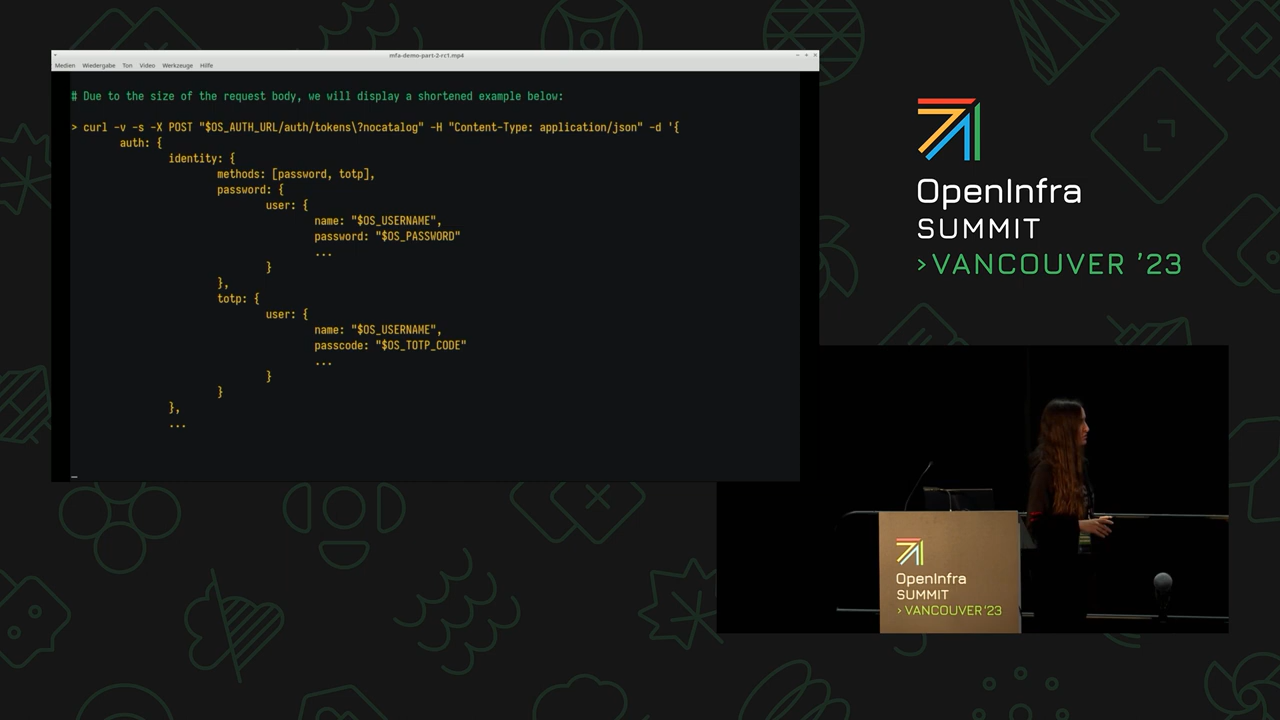 mfa-demo-part-2-rc1.mp4
Medien Wiedergabe Ton Video Werkzeuge Hilfe
# Due to the size of the request body, we will display a shortened example below:
> curl -v -s -X POST "$OS_AUTH_URL/auth/tokens\?nocatalog" -H "Content-Type: application/json" -d '{
auth: {
identity: {
methods: [password, totp],
password: {
user: {
name: "$OS_USERNAME",
password: "$OS_PASSWORD"
...
}
},
totp: {
user: {
name: "$OS_USERNAME",
passcode: "$OS_TOTP_CODE"
...
}
}
},
...
OpenInfra
SUMMIT
>VANCOUVER '23
OpenInfra
SUMMIT
> VANCOUVER '23